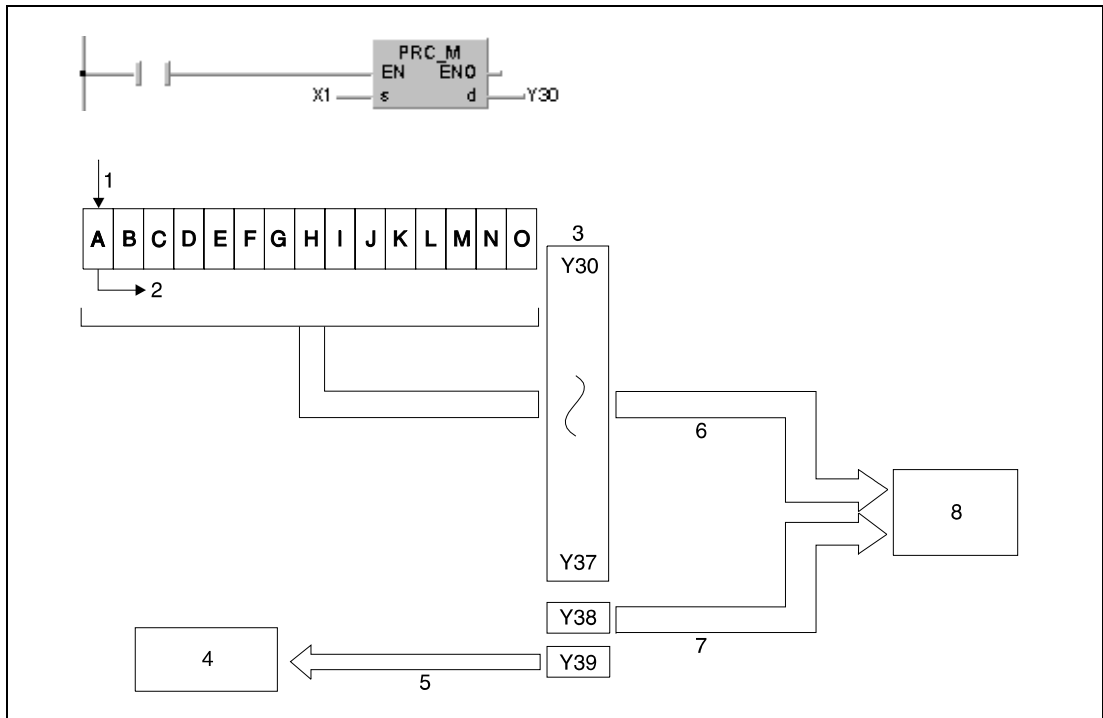 PRC_M
EN ENO
X1 s d Y30
1
A B C D E F G H I J K L M N O
2
3
Y30
6
8
Y37
Y38
7
4
Y39
5